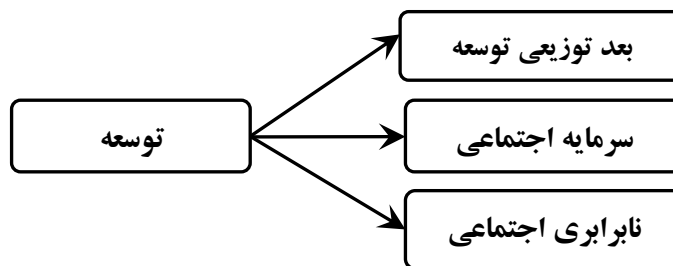 بعد توزیعی توسعه
توسعه
سرمایه اجتماعی
نابرابری اجتماعی